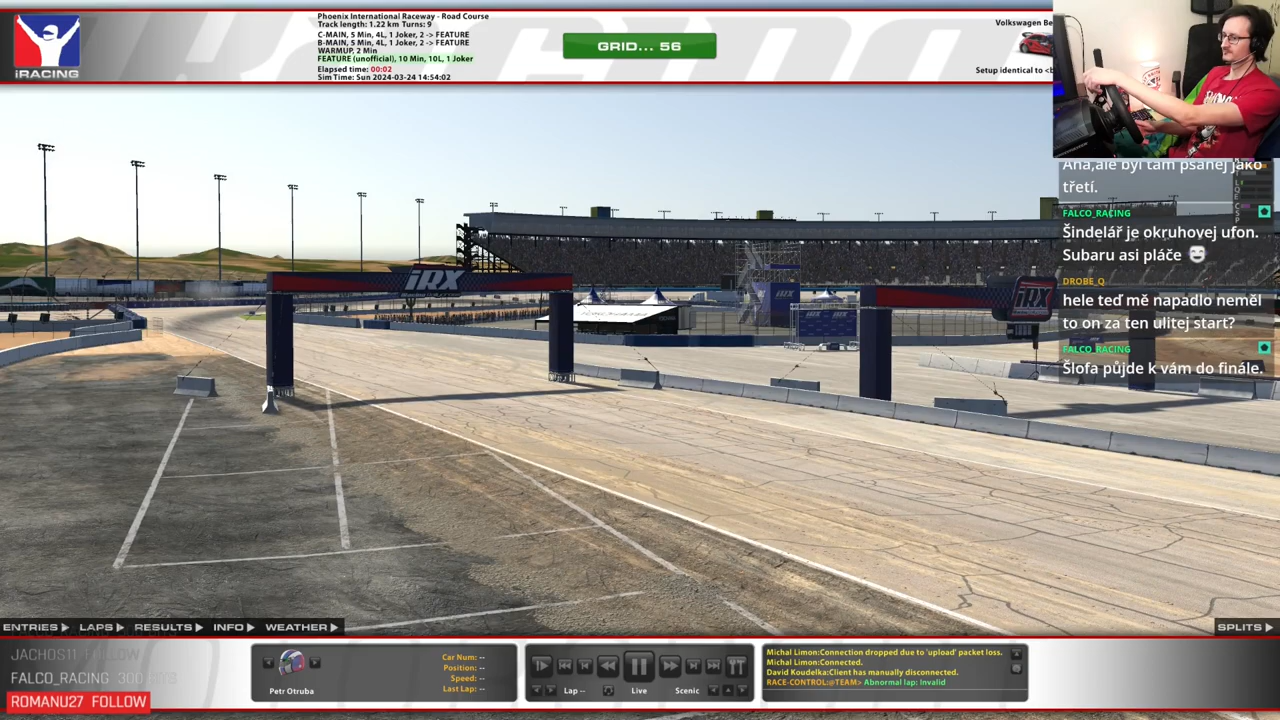 iRACING
Phoenix International Raceway - Road Course
Track length: 1.22 km Turns: 9
C-MAIN, 5 Min, 4L, 1 Joker, 2 -> FEATURE
B-MAIN, 5 Min, 4L, 1 Joker, 2 -> FEATURE
WARMUP, 2 Min
FEATURE (unofficial), 10 Min, 10L, 1 Joker
Elapsed time: 00:02
Sim Time: Sun 2024-03-24 14:54:02
GRID... 56
Volkswagen Be
Setup identical to <b
Aha,ale byl tam psanej jako
třetí.
FALCO_RACING
Šindelář je okruhovej ufon.
Subaru asi pláče
DROBE_Q
hele teď mě napadlo neměl
to on za ten ulitej start?
FALCO_RACING
Šlofa půjde k vám do finále.
iRX
iRX
ENTRIES
LAPS
RESULTS
INFO
WEATHER
SPLITS
JACHOS11 FOLLOW
FALCO_RACING 300
ROMANU27 FOLLOW
Petr Otruba
Car Num: --
Position: --
Speed: --
Last Lap: --
Lap --
Live
Scenic
Michal Limon:Connection dropped due to 'upload' packet loss.
Michal Limon:Connected.
David Koudelka:Client has manually disconnected.
RACE-CONTROL:@TEAM> Abnormal lap: Invalid